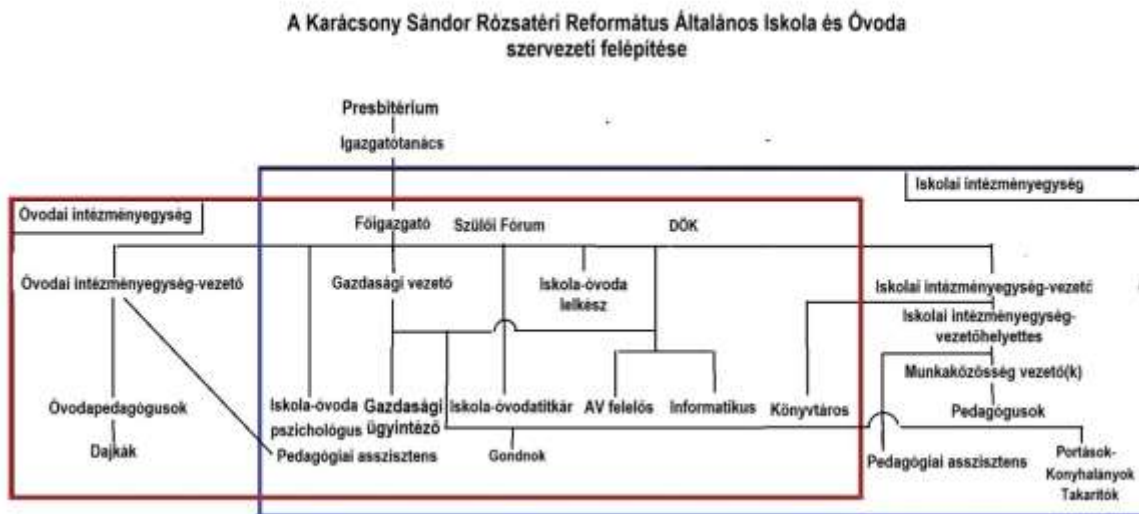 A Karácsony Sándor Rózsatéri Református Általános Iskola és Óvoda
szervezeti felépítése
Presbitérium
Igazgatótanács
Iskolai intézményegység
Óvodai intézményegység
Főigazgató
Szülői Fórum
DÖK
Óvodai intézményegység-vezető
Gazdasági vezető
Iskola-óvoda
lelkész
Iskolai intézményegység-vezető
Iskolai intézményegység-
vezetőhelyettes
Munkaközösség vezető(k)
Óvodapedagógusok
Iskola-óvoda
pszichológus
Gazdasági
ügyintéző
Iskola-óvodatitkár
AV felelős
Informatikus
Könyvtáros
Pedagógusok
Dajkák
Pedagógiai asszisztens
Gondnok
Pedagógiai asszisztens
Portások-
Konyhalányok
Takarítók